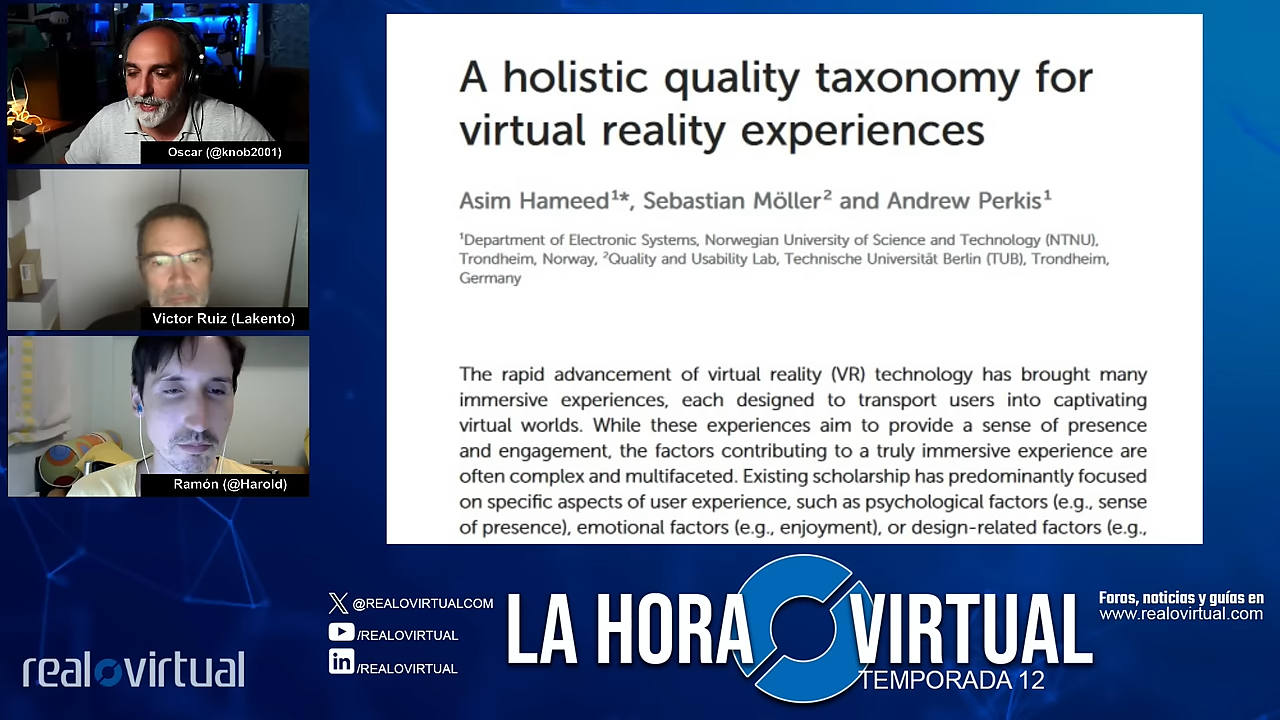 Oscar (@knob2001)
Victor Ruiz (Lakento)
Ramón (@Harold)
A holistic quality taxonomy for
virtual reality experiences
Asim Hameed¹*, Sebastian Möller² and Andrew Perkis¹
¹Department of Electronic Systems, Norwegian University of Science and Technology (NTNU),
Trondheim, Norway, ²Quality and Usability Lab, Technische Universität Berlin (TUB), Trondheim,
Germany
The rapid advancement of virtual reality (VR) technology has brought many
immersive experiences, each designed to transport users into captivating
virtual worlds. While these experiences aim to provide a sense of presence
and engagement, the factors contributing to a truly immersive experience are
often complex and multifaceted. Existing scholarship has predominantly focused
on specific aspects of user experience, such as psychological factors (e.g., sense
of presence), emotional factors (e.g., enjoyment), or design-related factors (e.g.,
@REALOVIRTUALCOM
/REALOVIRTUAL
/REALOVIRTUAL
LA HORA VIRTUAL
TEMPORADA 12
Foros, noticias y guías en
www.realovirtual.com
realovirtual